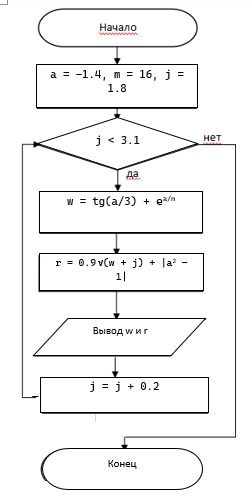 Начало
a = −1.4, m = 16, j =
1.8
j < 3.1
нет
да
w = tg(a/3) + eᵃ/ᵐ
r = 0.9√(w + j) + |a² −
1|
Вывод w и r
j = j + 0.2
Конец